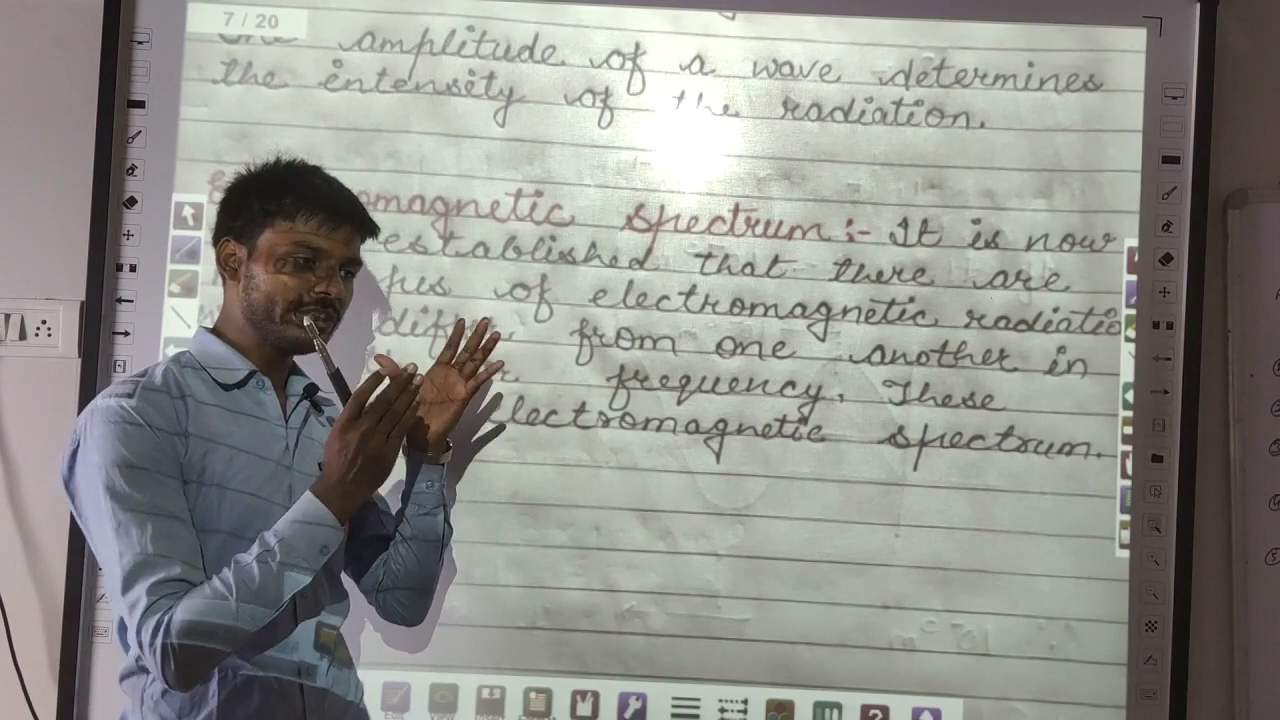 7 / 20
amplitude of a wave determines
the intensity of the radiation.
omagnetic spectrum :- It is now
established that there are
of electromagnetic radiatio
from one another in
frequency. These
lectromagnetic spectrum.